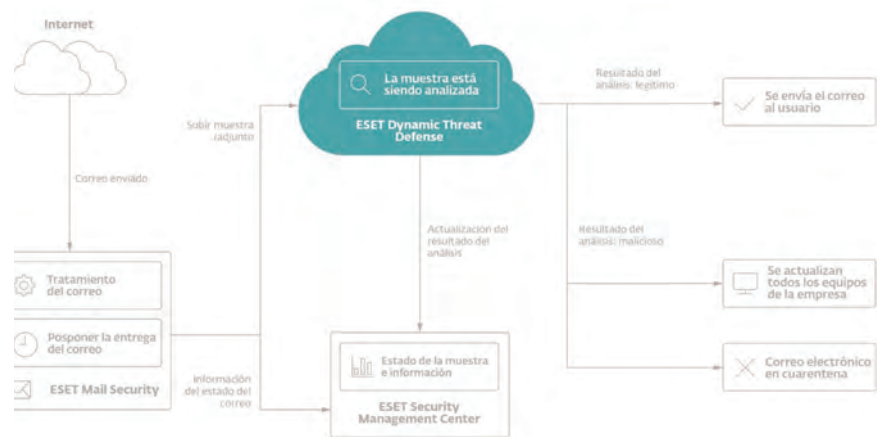 Internet
Correo enviado
Tratamiento
del correo
Posponer la entrega
del correo
ESET Mail Security
Subir muestra
(adjunto)
Información
del estado del
correo
La muestra está
siendo analizada
ESET Dynamic Threat
Defense
Actualización del
resultado del
análisis
Estado de la muestra
e información
ESET Security
Management Center
Resultado del
análisis: legítimo
Se envía el correo
al usuario
Resultado del
análisis: malicioso
Se actualizan
todos los equipos
de la empresa
Correo electrónico
en cuarentena